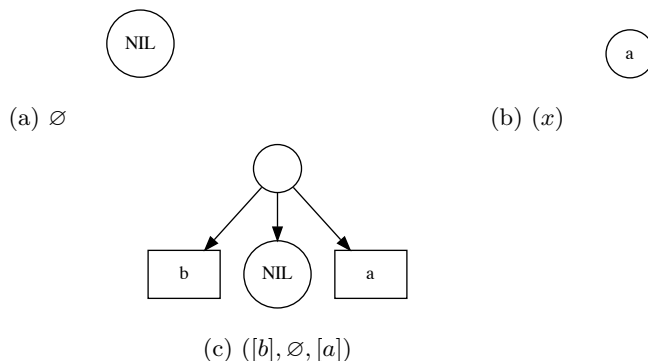 NIL
a
(a) ∅
(b) (x)
b
NIL
a
(c) ([b], ∅, [a])